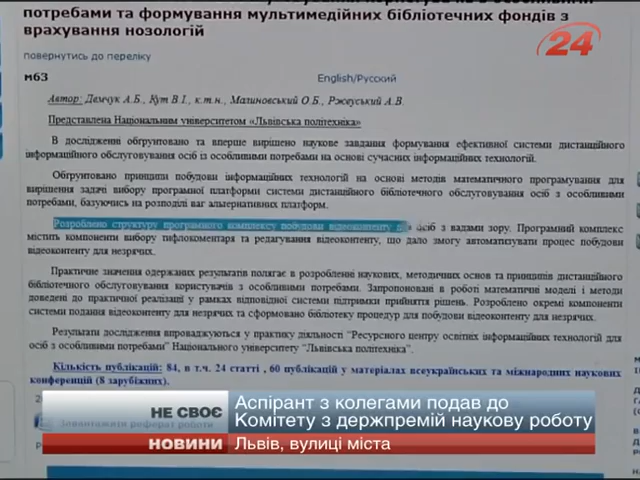 потребами та формування мультимедійних бібліотечних фондів з
врахування нозологій
24
повернутись до переліку
м63
English/Русский
Автор: Демчук А.Б., Кут В.І., к.т.н., Малиновський О.Б., Ржеуський А.В.
Представлена Національним університетом «Львівська політехніка»
В дослідженні обгрунтовано та вперше вирішено наукове завдання формування ефективної системи дистанційного
інформаційного обслуговування осіб із особливими потребами на основі сучасних інформаційних технологій.
Обгрунтовано принципи побудови інформаційних технологій на основі методів математичного програмування для
вирішення задачі вибору програмної платформи системи дистанційного бібліотечного обслуговування осіб з особливими
потребами, базуючись на розподілі ваг альтернативних платформ.
Розроблено структуру програмного комплексу побудови відеоконтенту для осіб з вадами зору. Програмний комплекс
містить компоненти вибору тифлокоментаря та редагування відеоконтенту, що дало змогу автоматизувати процес побудови
відеоконтенту для незрячих.
Практичне значення одержаних результатів полягає в розробленні наукових, методичних основ та принципів дистанційного
бібліотечного обслуговування користувачів з особливими потребами. Запропоновані в роботі математичні моделі і методи
доведені до практичної реалізації у рамках відповідної системи підтримки прийняття рішень. Розроблено окремі компоненти
системи подання відеоконтенту для незрячих та сформовано бібліотеку процедур для побудови відеоконтенту для незрячих.
Результати дослідження впроваджуються у практику діяльності “Ресурсного центру освітніх інформаційних технологій для
осіб з особливими потребами” Національного університету “Львівська політехніка”.
Кількість публікацій: 84, в т.ч. 24 статті , 60 публікацій у матеріалах всеукраїнських та міжнародних наукових
конференцій (8 зарубіжних).
Завантажити реферат роботи
НЕ СВОЄ
Аспірант з колегами подав до
Комітету з держпремій наукову роботу
НОВИНИ
Львів, вулиці міста